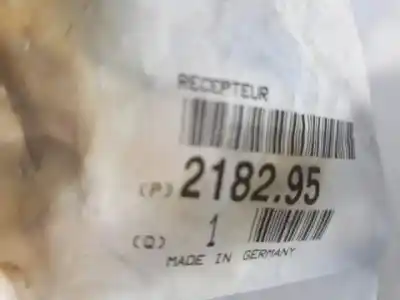 RECEPTEUR
(P) 2182.95
(Q) 1
MADE IN GERMANY